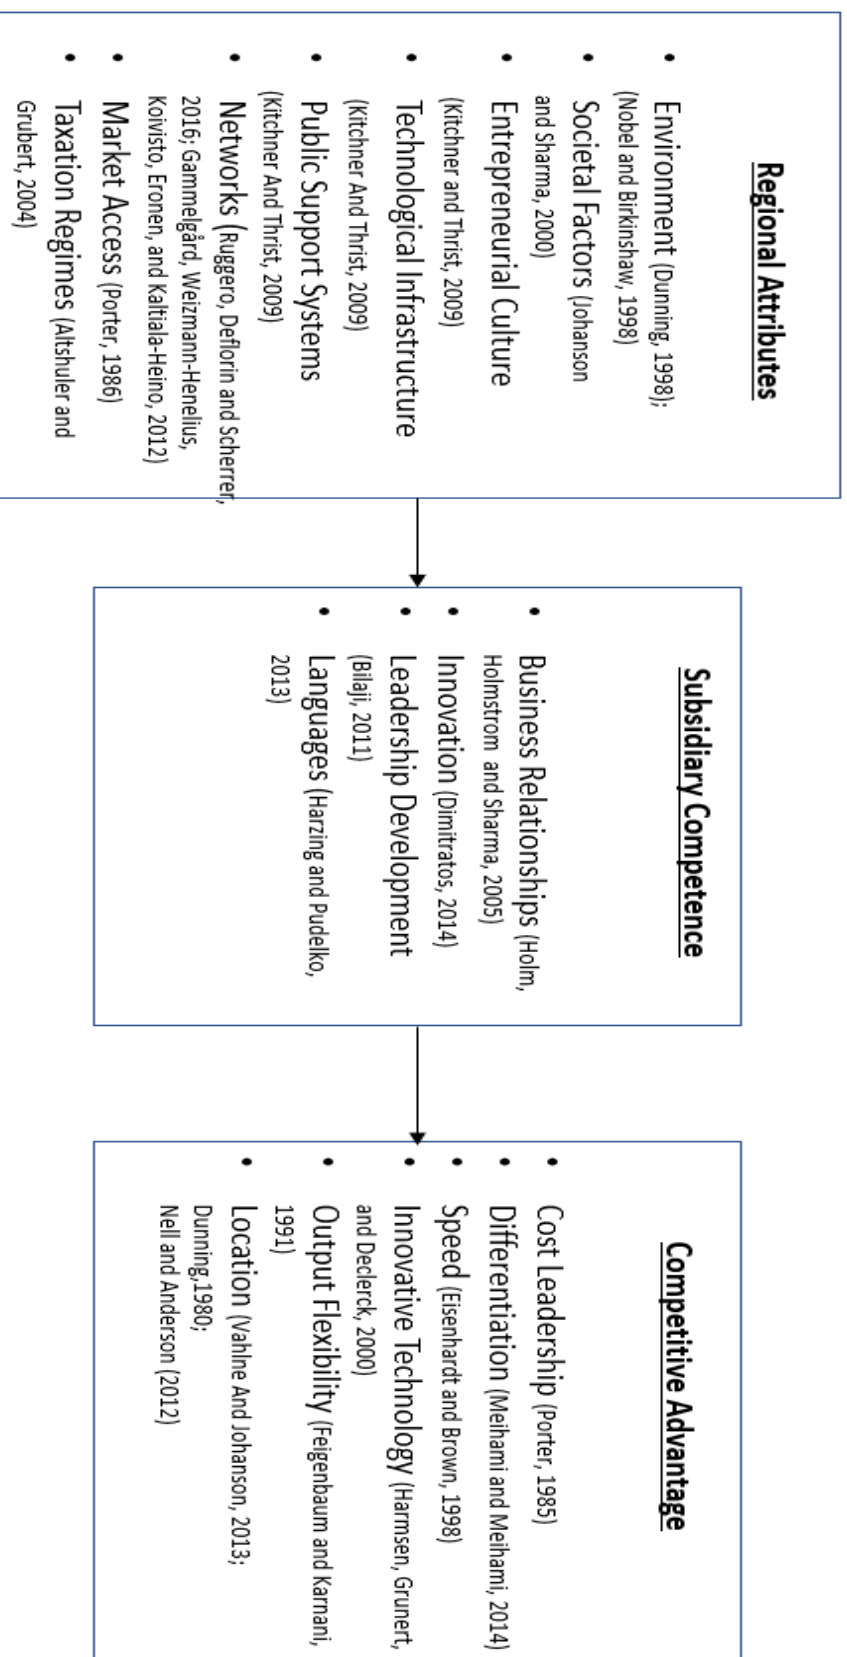 Regional Attributes
• Environment (Dunning, 1998);
(Nobel and Birkinshaw, 1998)
• Societal Factors (Johanson
and Sharma, 2000)
• Entrepreneurial Culture
(Kitchner and Thrist, 2009)
• Technological Infrastructure
(Kitchner And Thrist, 2009)
• Public Support Systems
(Kitchner And Thrist, 2009)
• Networks (Ruggero, Deflorin and Scherrer,
2016; Gammelgård, Weizmann-Henelius,
Koivisto, Eronen, and Kaltiala-Heino, 2012)
• Market Access (Porter, 1986)
• Taxation Regimes (Altshuler and
Grubert, 2004)
Subsidiary Competence
• Business Relationships (Holm,
Holmstrom and Sharma, 2005)
• Innovation (Dimitratos, 2014)
• Leadership Development
(Bilaji, 2011)
• Languages (Harzing and Pudelko,
2013)
Competitive Advantage
• Cost Leadership (Porter, 1985)
• Differentiation (Meihami and Meihami, 2014)
• Speed (Eisenhardt and Brown, 1998)
• Innovative Technology (Harmsen, Grunert,
and Declerck, 2000)
• Output Flexibility (Feigenbaum and Karnani,
1991)
• Location (Vahlne And Johanson, 2013;
Dunning,1980;
Nell and Anderson (2012)